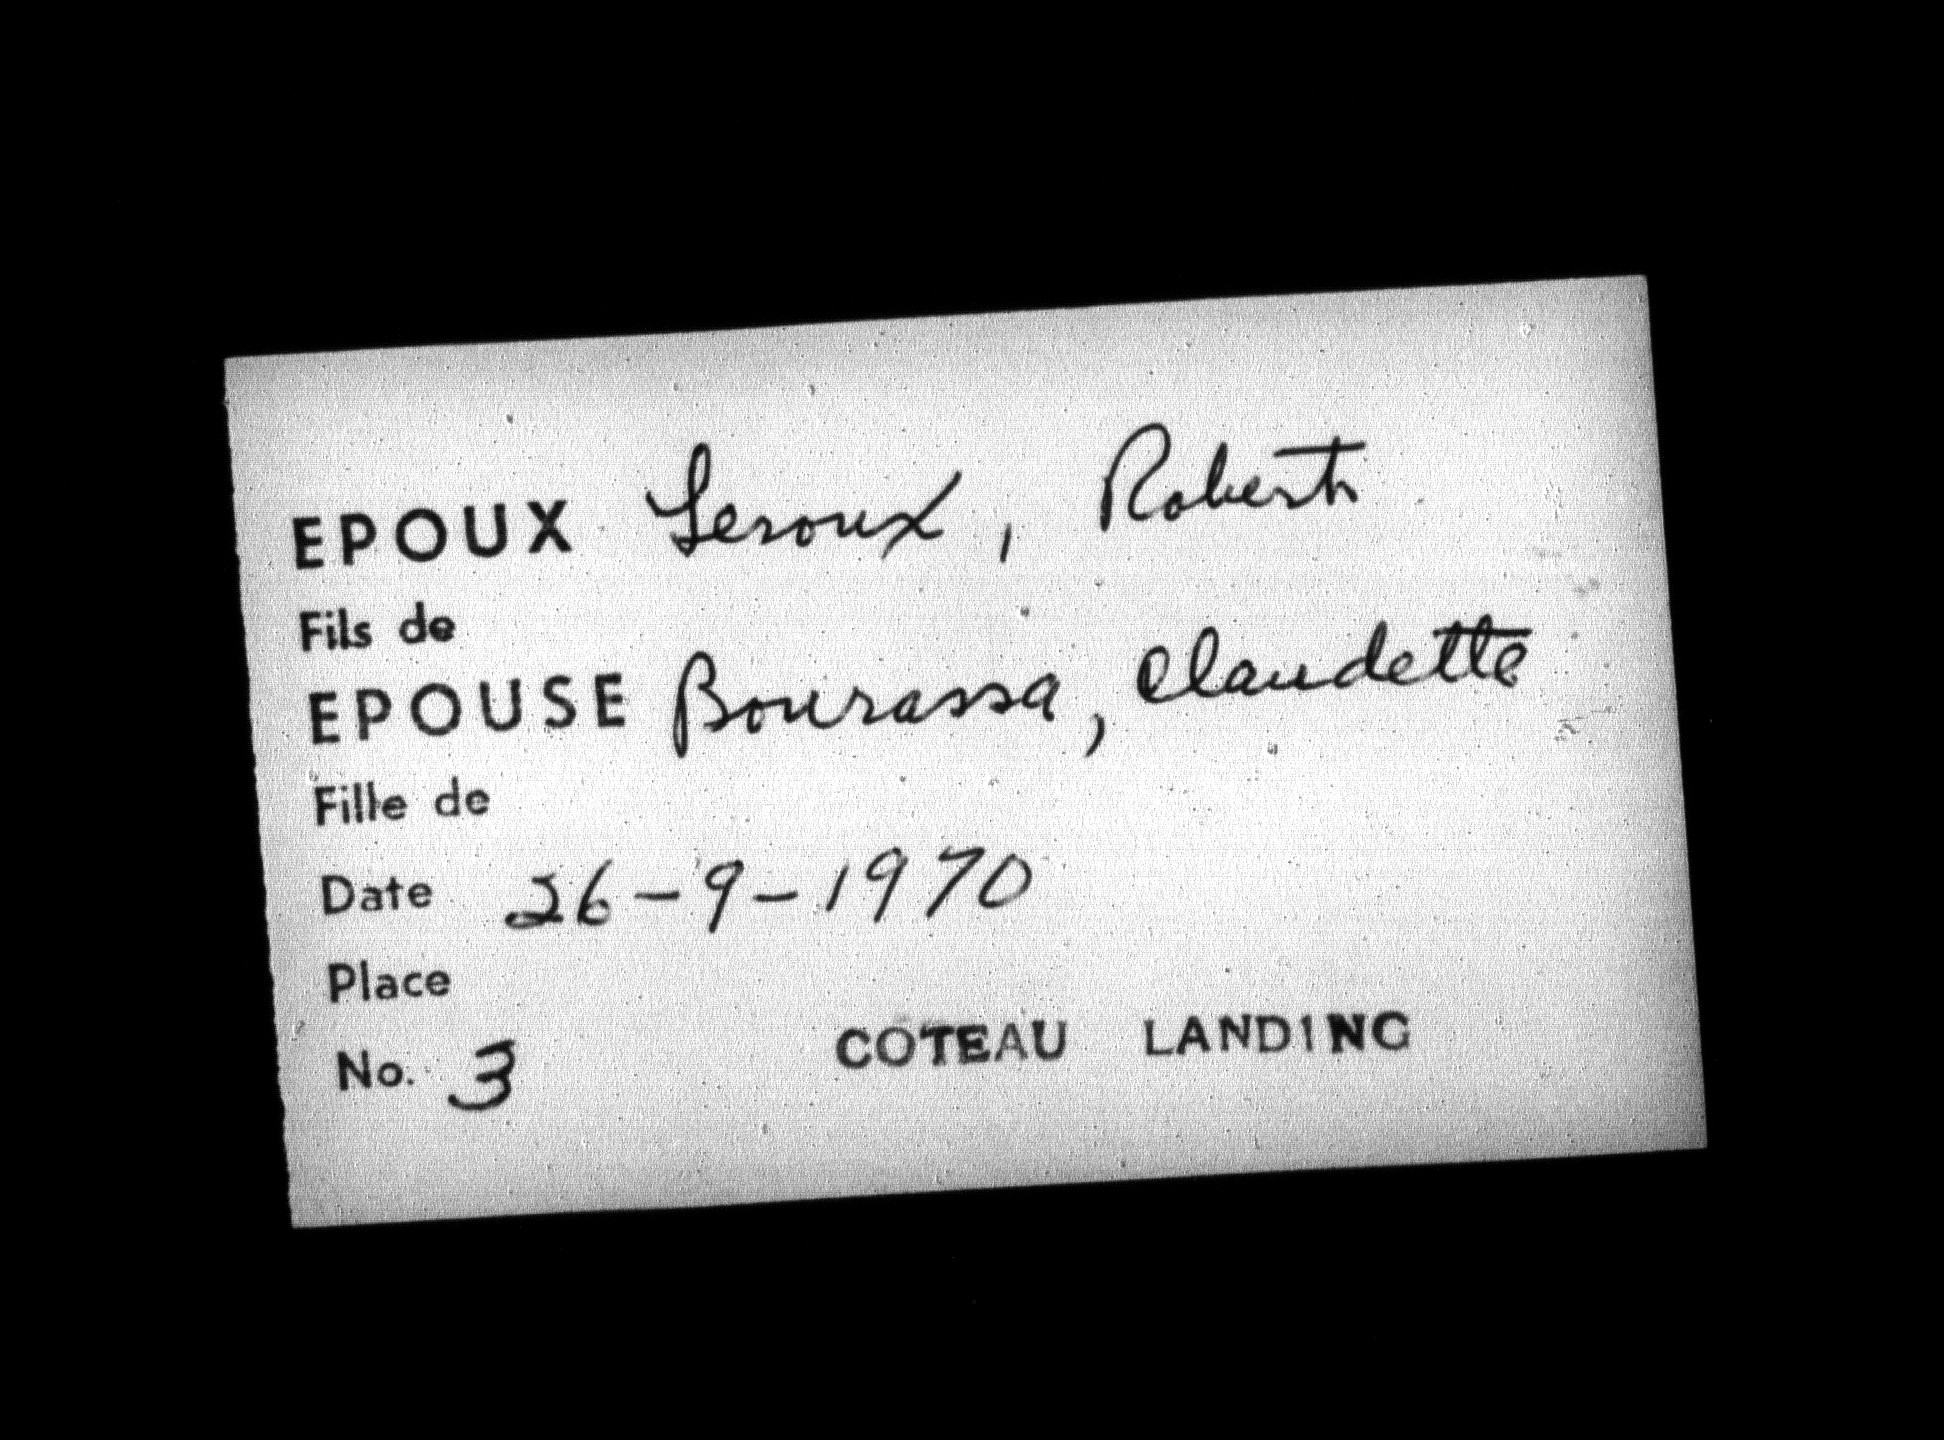 EPOUX Leroux, Robert
Fils de
EPOUSE Bourassa, Claudette
Fille de
Date 26-9-1970
Place
No. 3 COTEAU LANDING